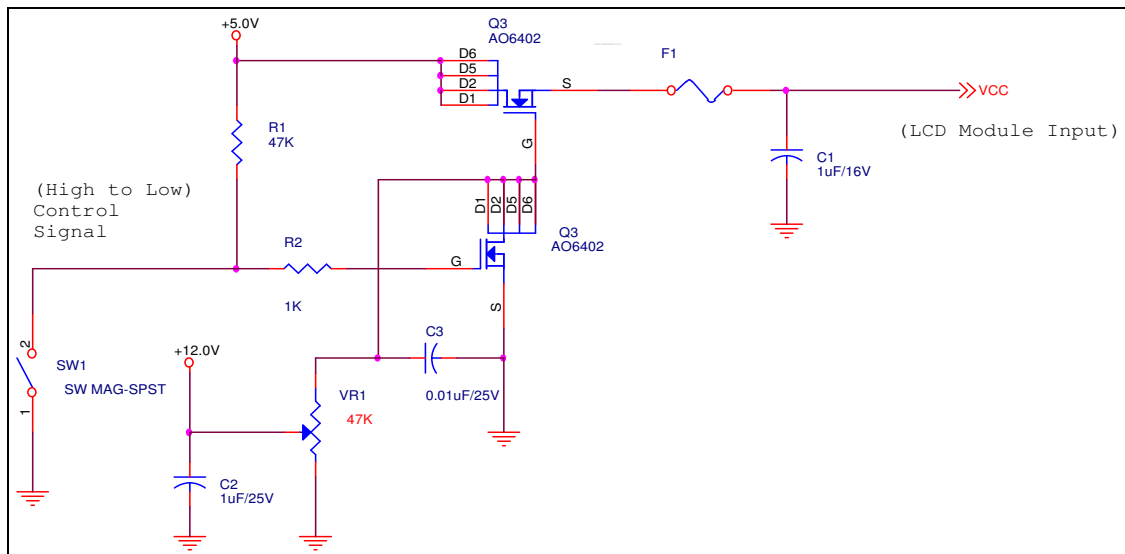 +5.0V
Q3
AO6402
D6
D5
D2
D1
S
G
F1
VCC
(LCD Module Input)
R1
47K
C1
1uF/16V
(High to Low)
Control
Signal
D1
D2
D5
D6
Q3
AO6402
R2
1K
G
S
2
SW1
SW MAG-SPST
1
+12.0V
C3
0.01uF/25V
VR1
47K
C2
1uF/25V